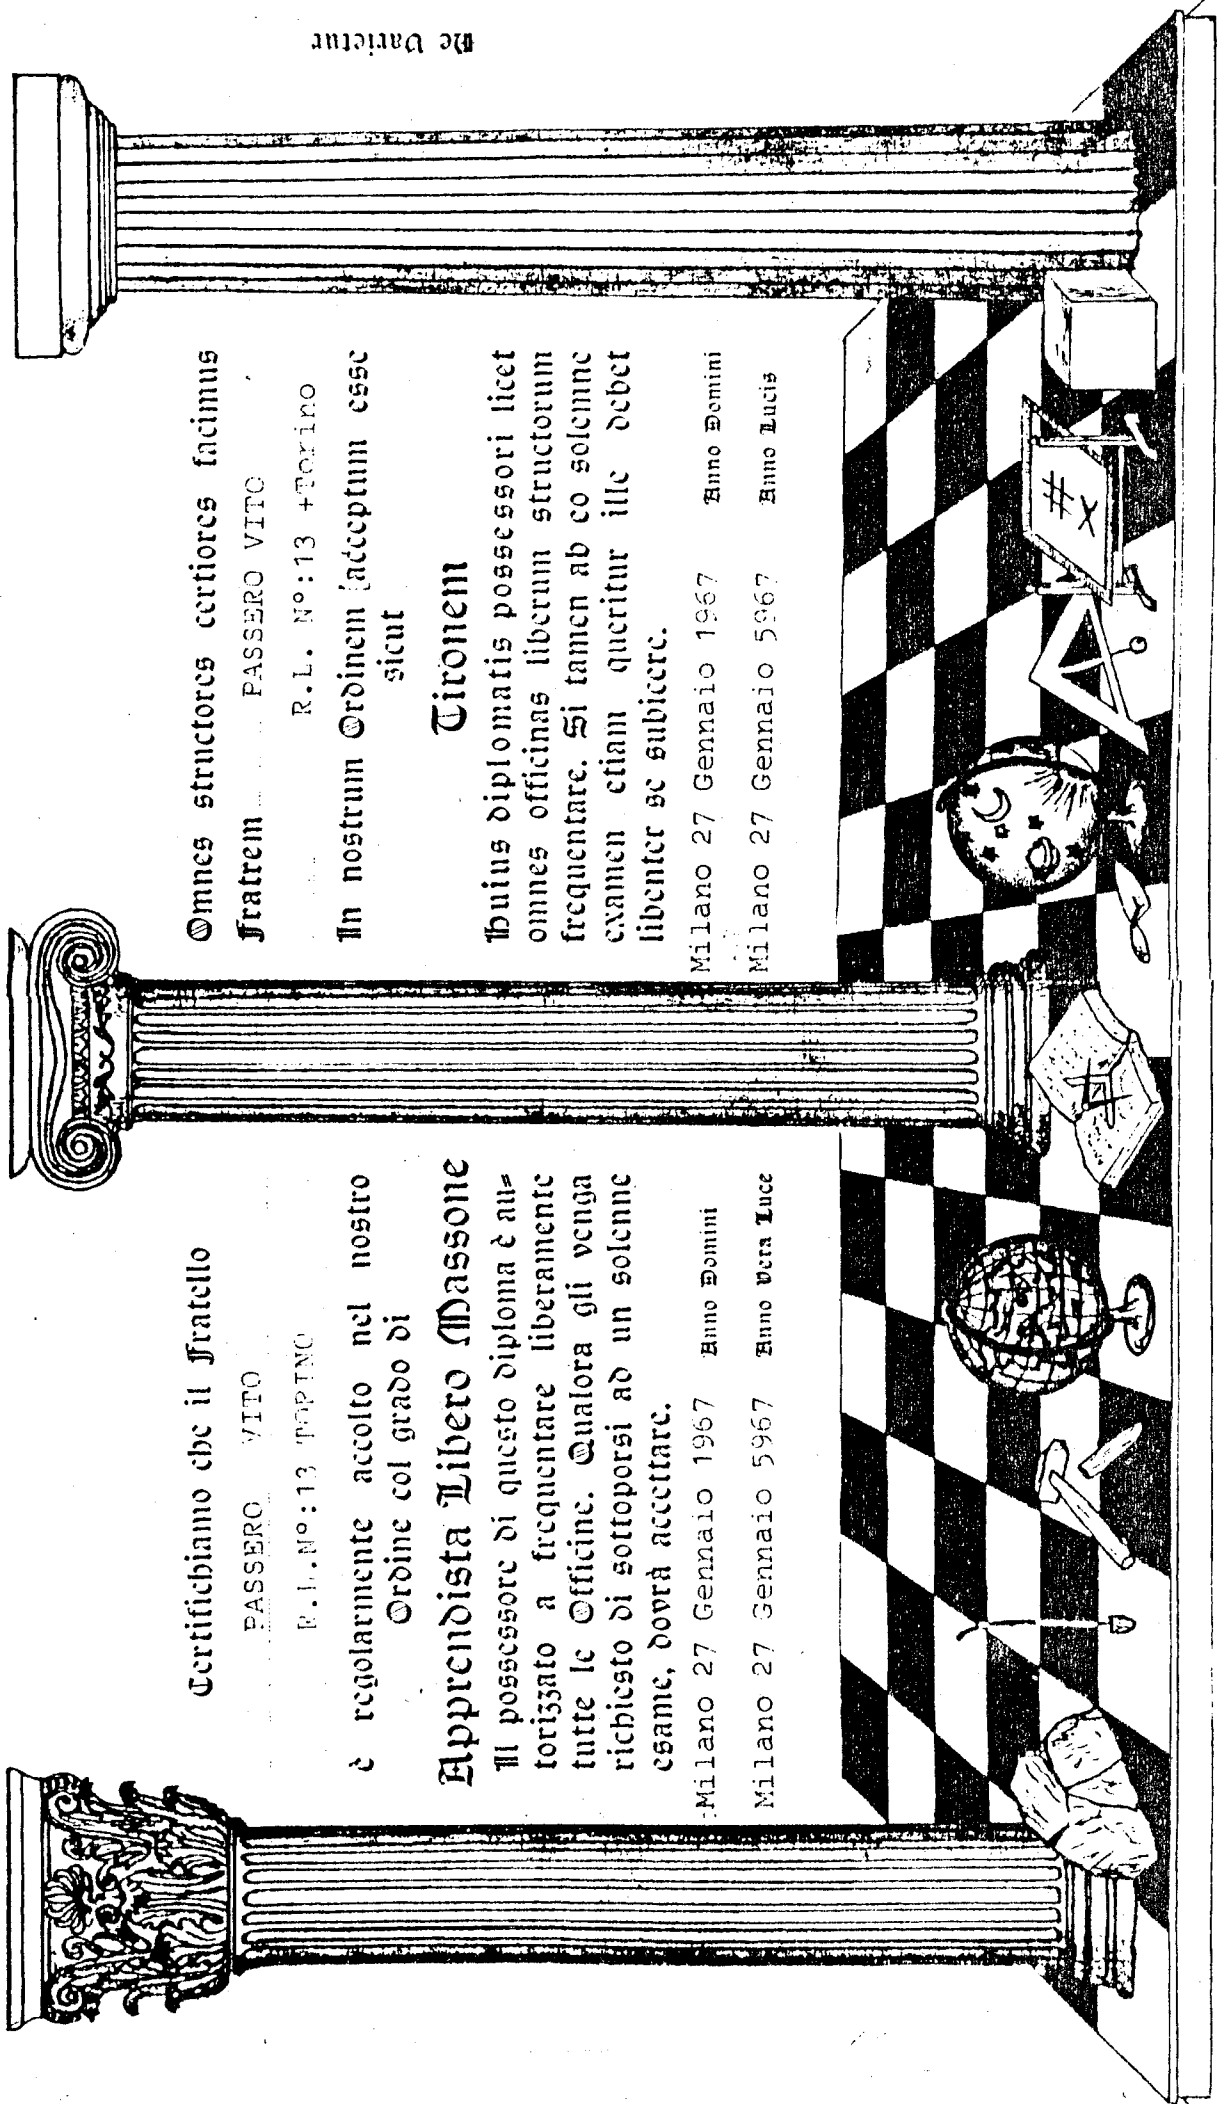 Certifichiamo che il Fratello
PASSERO VITO
R.L.N°:13 TORINO
è regolarmente accolto nel nostro
Ordine col grado di
Apprendista Libero Massone
Il possessore di questo diploma è au=
torizzato a frequentare liberamente
tutte le Officine. Qualora gli venga
richiesto di sottoporsi ad un solenne
esame, dovrà accettare.
Milano 27 Gennaio 1967 Anno Domini
Milano 27 Gennaio 5967 Anno Vera Luce
Omnes structores certiores facimus
Fratrem PASSERO VITO
R.L. N°:13 +Torino
In nostrum Ordinem jacceptum esse
sicut
Tironem
Huius diplomatis possessori licet
omnes officinas liberum structorum
frequentare. Si tamen ab eo solemne
examen etiam queritur ille debet
libenter se subicere.
Milano 27 Gennaio 1967 Anno Domini
Milano 27 Gennaio 5967 Anno Lucis
Ne Varietur